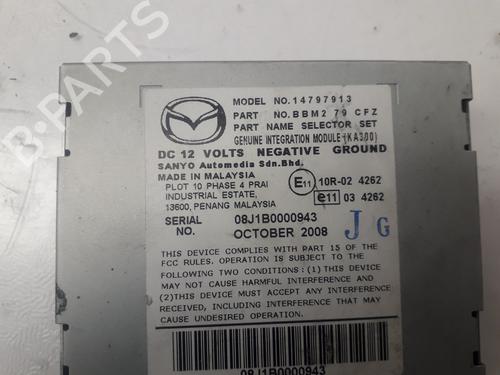 MODEL NO.14797913
PART NO.BBM2 79 CFZ
PART NAME SELECTOR SET
GENUINE INTEGRATION MODULE (KA300)
DC 12 VOLTS NEGATIVE GROUND
SANYO Automedia Sdn.Bhd.
MADE IN MALAYSIA
PLOT 10 PHASE 4 PRAI
INDUSTRIAL ESTATE,
13600, PENANG MALAYSIA
E11 10R-02 4262
e11 03 4262
SERIAL NO. 08J1B0000943
OCTOBER 2008
J G
THIS DEVICE COMPLIES WITH PART 15 OF THE
FCC RULES. OPERATION IS SUBJECT TO THE
FOLLOWING TWO CONDITIONS : (1) THIS DEVICE
MAY NOT CAUSE HARMFUL INTERFERENCE AND
(2)THIS DEVICE MUST ACCEPT ANY INTERFERENCE
RECEIVED, INCLUDING INTERFERENCE THAT MAY
CAUSE UNDESIRED OPERATION.
08J1B0000943
B-PARTS